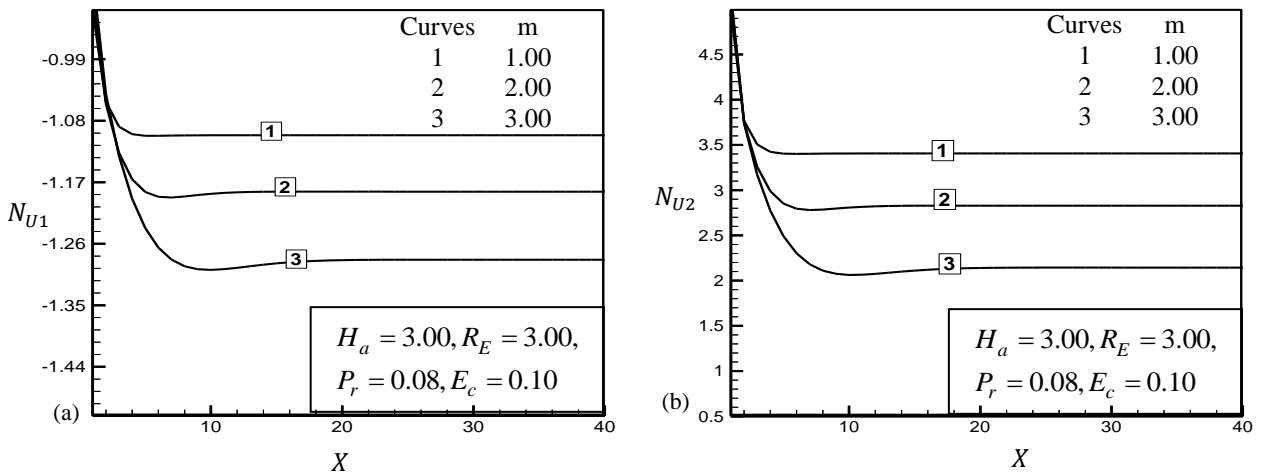 Curves m
1 1.00
2 2.00
3 3.00
-0.99
-1.08
-1.17
-1.26
-1.35
-1.44
N_{U1}
1
2
3
H_a = 3.00, R_E = 3.00,
P_r = 0.08, E_c = 0.10
(a)
10 20 30 40
X
Curves m
1 1.00
2 2.00
3 3.00
4.5
4
3.5
3
2.5
2
1.5
1
0.5
N_{U2}
1
2
3
H_a = 3.00, R_E = 3.00,
P_r = 0.08, E_c = 0.10
(b)
10 20 30 40
X